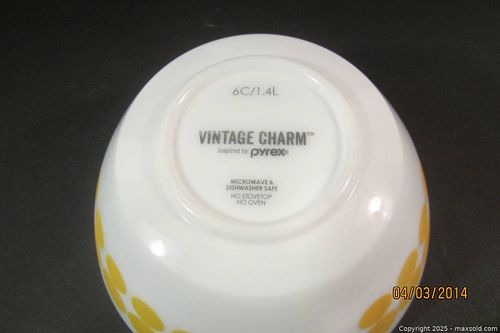 6C/1.4L
VINTAGE CHARM™
inspired by pyrex®
MICROWAVE &
DISHWASHER SAFE
NO STOVETOP
NO OVEN
04/03/2014
Copyright 2025 - maxsold.com